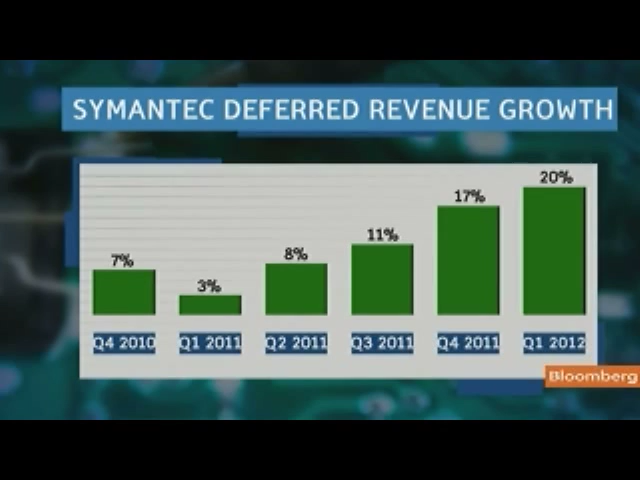 SYMANTEC DEFERRED REVENUE GROWTH
7% 3% 8% 11% 17% 20%
Q4 2010 Q1 2011 Q2 2011 Q3 2011 Q4 2011 Q1 2012
Bloomberg